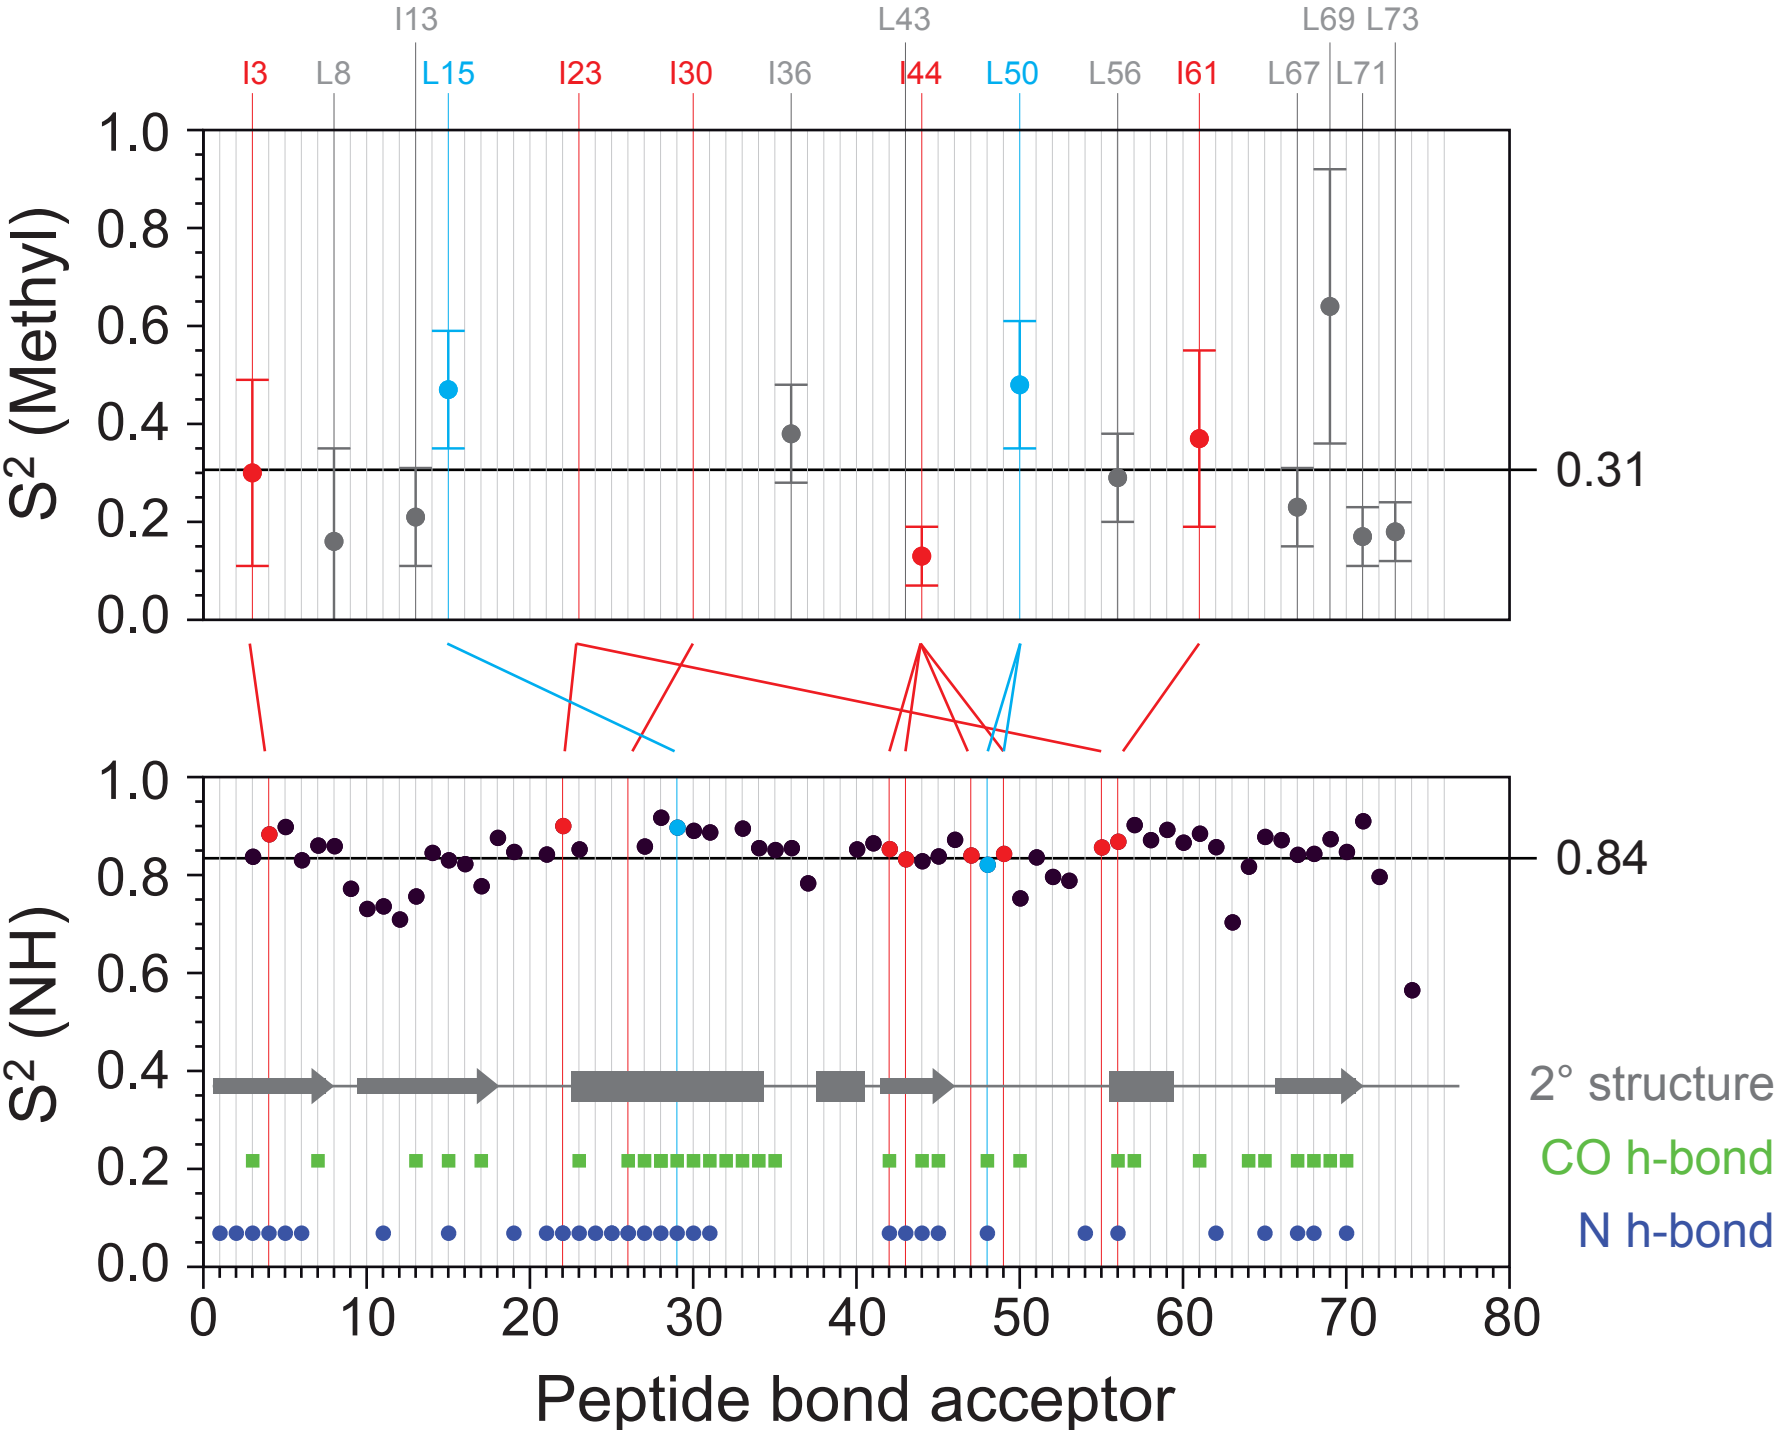 I13 L43 L69 L73
I3 L8 L15 I23 I30 I36 I44 L50 L56 I61 L67 L71
1.0
0.8
0.6
0.4
0.2
0.0
S² (Methyl)
0.31
1.0
0.8
0.6
0.4
0.2
0.0
S² (NH)
0.84
2° structure
CO h-bond
N h-bond
0 10 20 30 40 50 60 70 80
Peptide bond acceptor